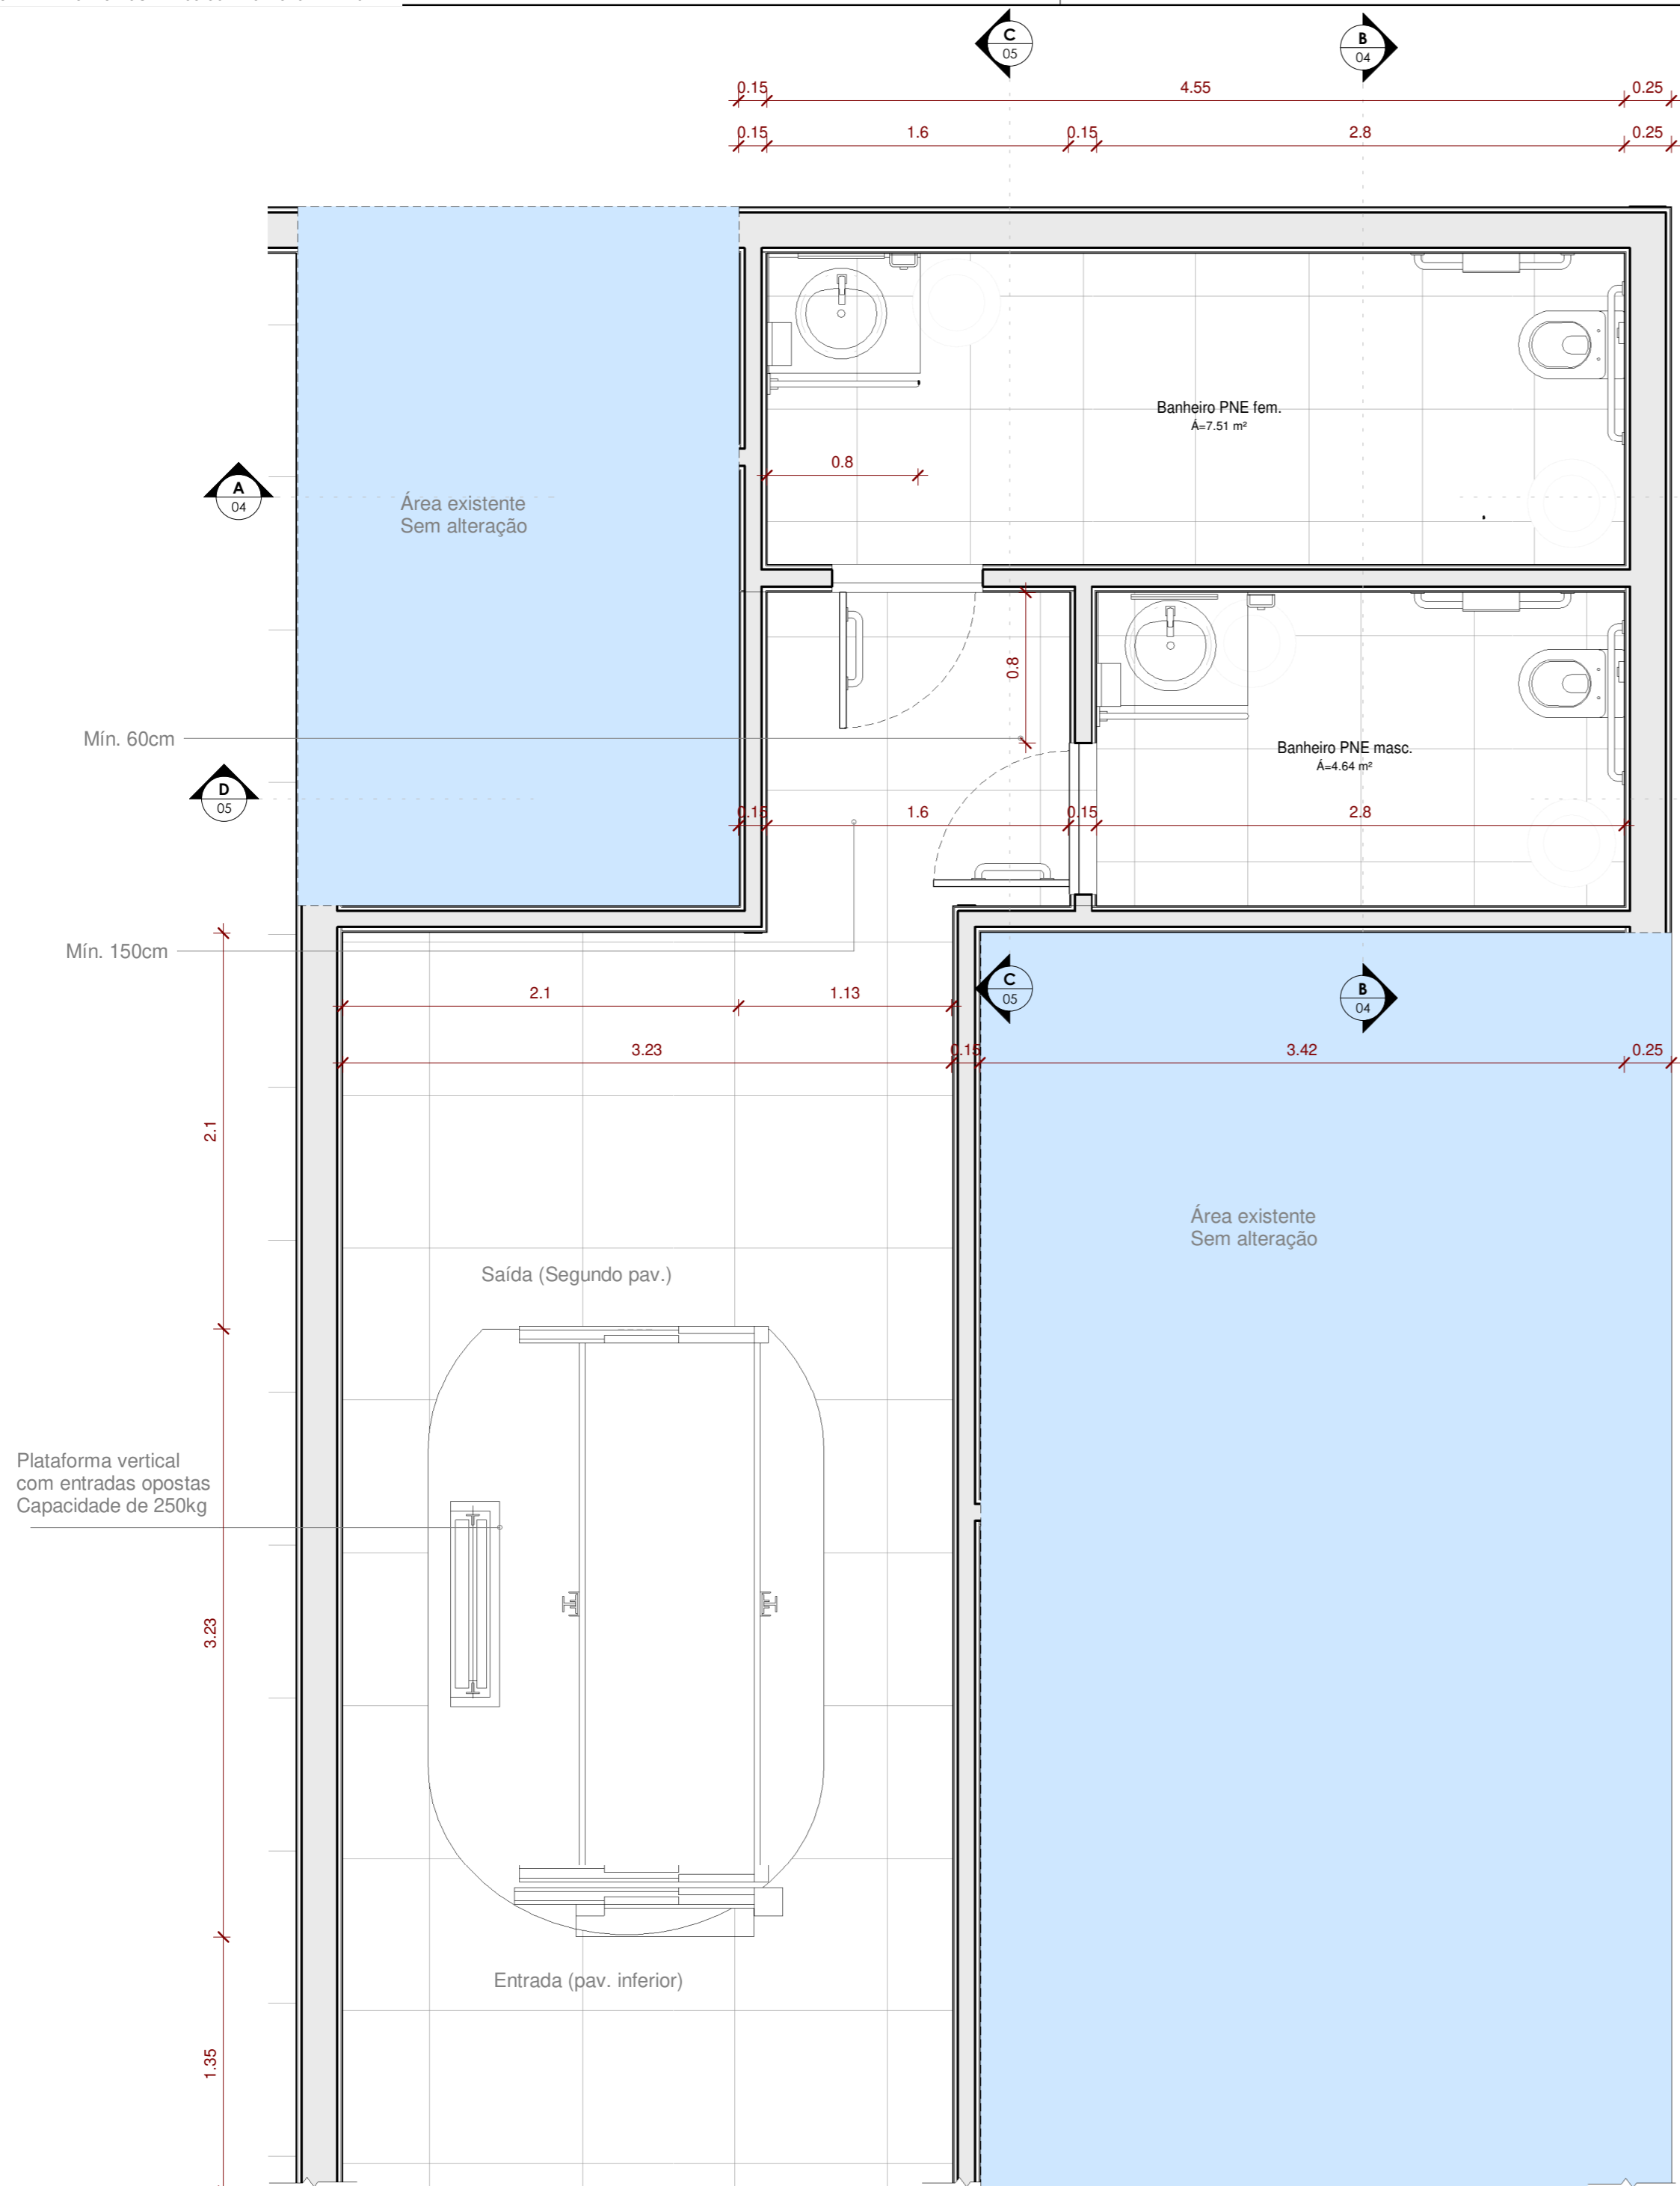 C
05
B
04
0.15
4.55
0.25
0.15
1.6
0.15
2.8
0.25
Banheiro PNE fem.
Á=7.51 m²
0.8
A
04
Área existente
Sem alteração
0.8
Mín. 60cm
Banheiro PNE masc.
Á=4.64 m²
D
05
0.15
1.6
0.15
2.8
Mín. 150cm
2.1
1.13
C
05
B
04
3.23
0.15
3.42
0.25
2.1
Área existente
Sem alteração
Saída (Segundo pav.)
Plataforma vertical
com entradas opostas
Capacidade de 250kg
3.23
Entrada (pav. inferior)
1.35